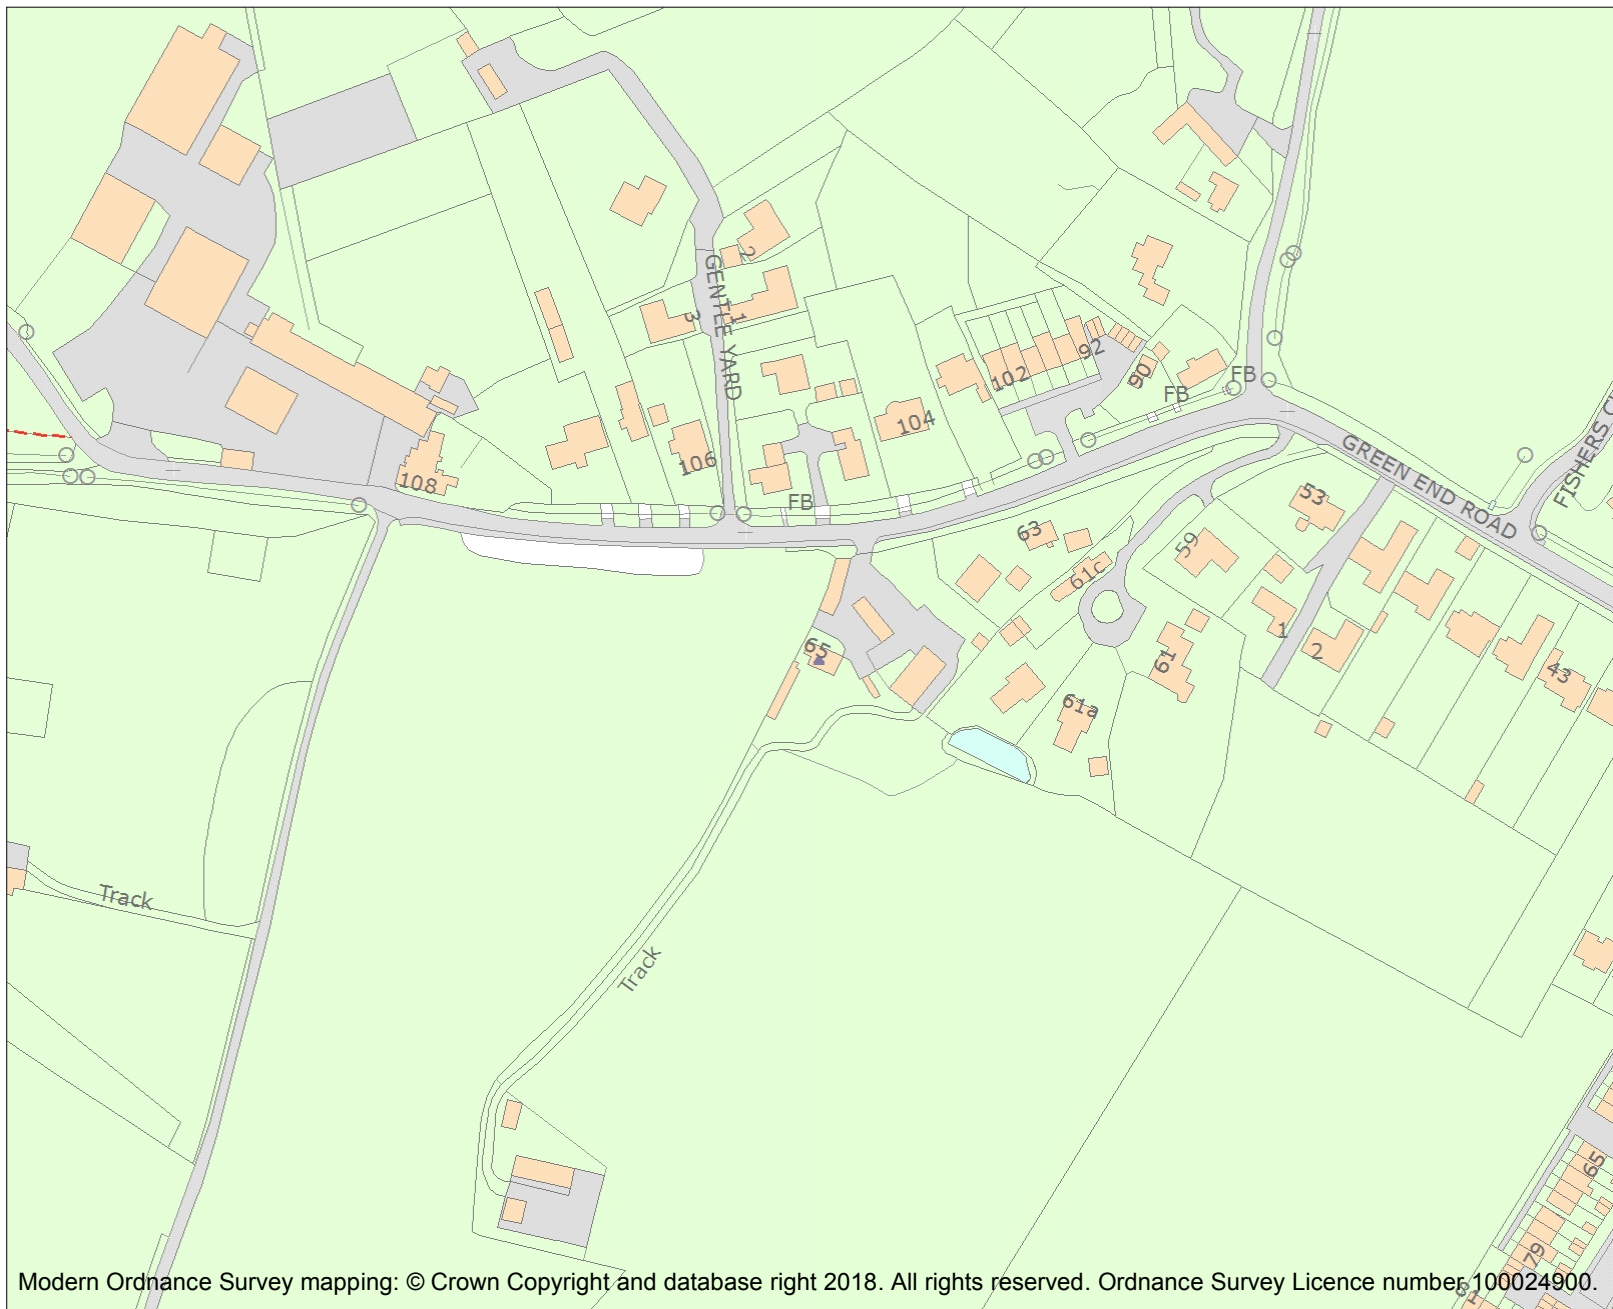 2
GENTLE YARD
3
1
92
102
90
FB
FB
104
106
108
FB
GREEN END ROAD
FISHERS C
53
63
59
61c
1
2
65
61
43
61a
Track
Track
65
79
81
Modern Ordnance Survey mapping: © Crown Copyright and database right 2018. All rights reserved. Ordnance Survey Licence number 100024900.